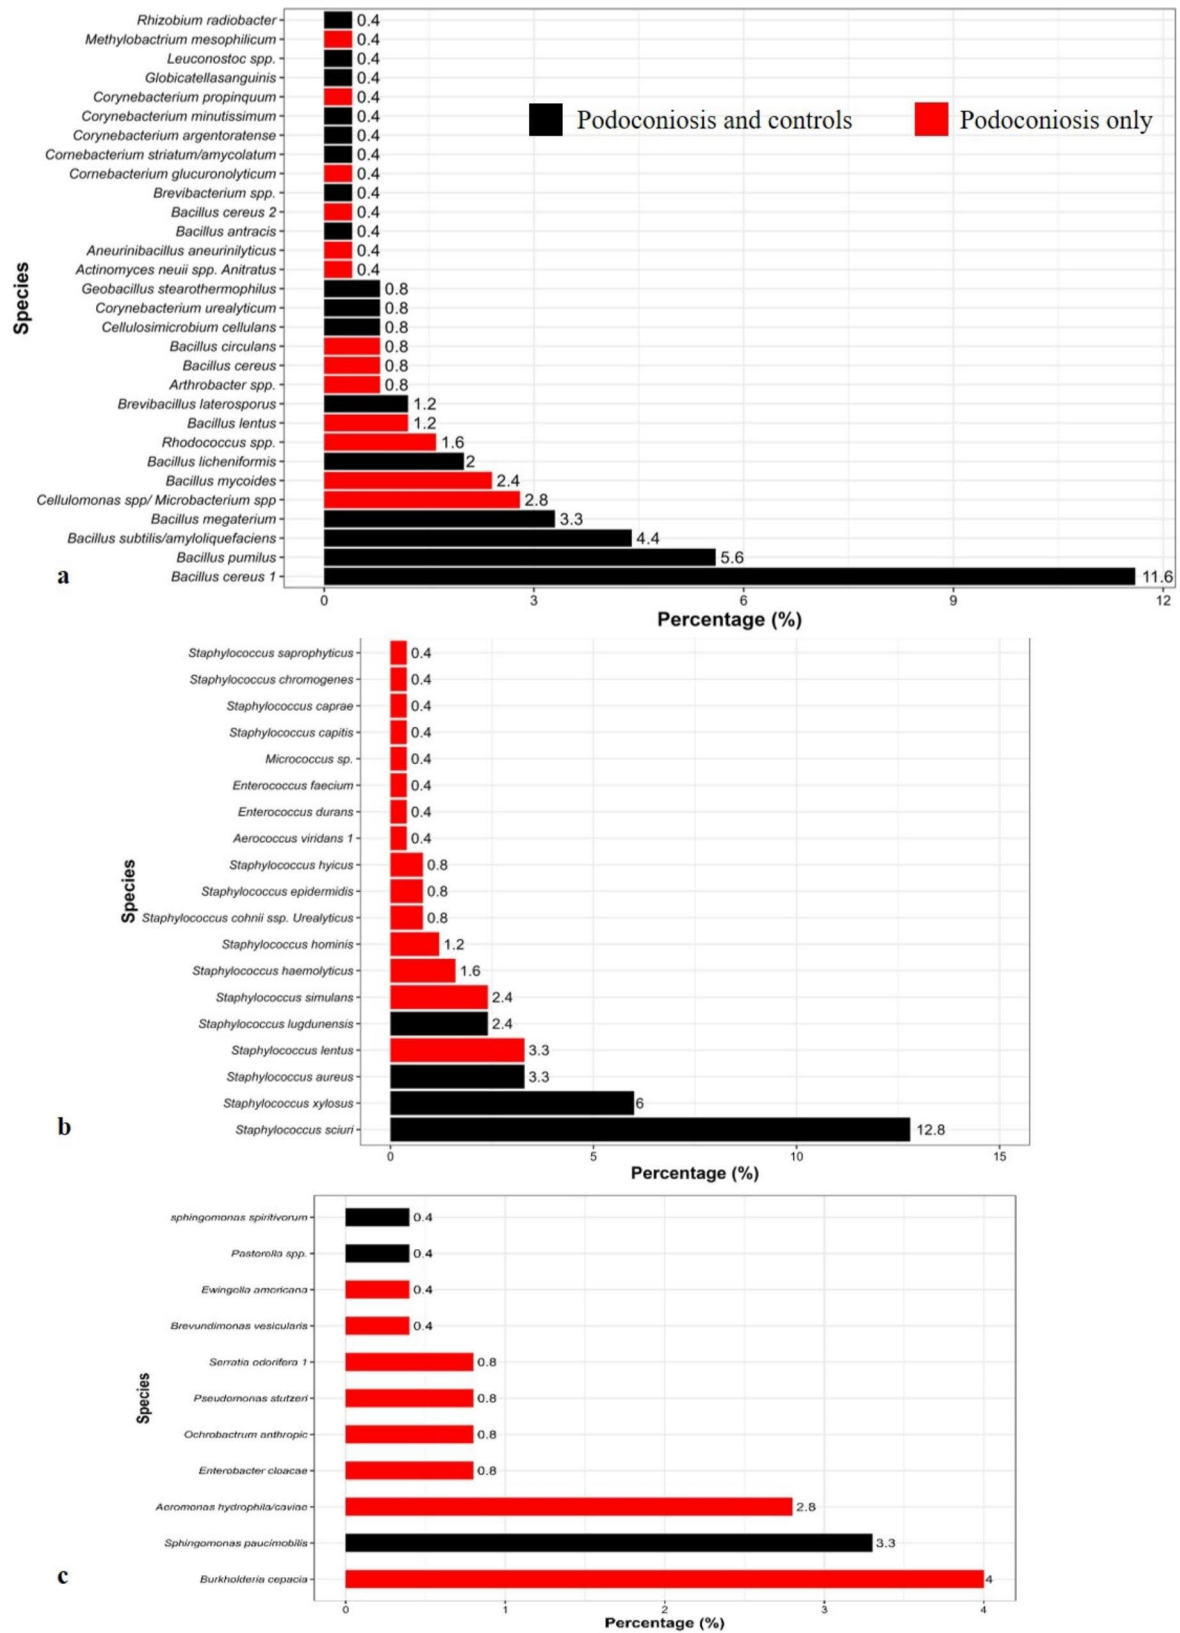 Rhizobium radiobacter 0.4
Methylobactrium mesophilicum 0.4
Leuconostoc spp. 0.4
Globicatellasanguinis 0.4
Corynebacterium propinquum 0.4
Corynebacterium minutissimum 0.4
Corynebacterium argentoratense 0.4
Cornebacterium striatum/amycolatum 0.4
Cornebacterium glucuronolyticum 0.4
Brevibacterium spp. 0.4
Bacillus cereus 2 0.4
Bacillus antracis 0.4
Aneurinibacillus aneurinilyticus 0.4
Actinomyces neuii spp. Anitratus 0.4
Geobacillus stearothermophilus 0.8
Corynebacterium urealyticum 0.8
Cellulosimicrobium cellulans 0.8
Bacillus circulans 0.8
Bacillus cereus 0.8
Arthrobacter spp. 0.8
Brevibacillus laterosporus 1.2
Bacillus lentus 1.2
Rhodococcus spp. 1.6
Bacillus licheniformis 2
Bacillus mycoides 2.4
Cellulomonas spp/ Microbacterium spp 2.8
Bacillus megaterium 3.3
Bacillus subtilis/amyloliquefaciens 4.4
Bacillus pumilus 5.6
Bacillus cereus 1 11.6
Podoconiosis and controls Podoconiosis only
Species
a
0 3 6 9 12
Percentage (%)
Staphylococcus saprophyticus 0.4
Staphylococcus chromogenes 0.4
Staphylococcus caprae 0.4
Staphylococcus capitis 0.4
Micrococcus sp. 0.4
Enterococcus faecium 0.4
Enterococcus durans 0.4
Aerococcus viridans 1 0.4
Staphylococcus hyicus 0.8
Staphylococcus epidermidis 0.8
Staphylococcus cohnii ssp. Urealyticus 0.8
Staphylococcus hominis 1.2
Staphylococcus haemolyticus 1.6
Staphylococcus simulans 2.4
Staphylococcus lugdunensis 2.4
Staphylococcus lentus 3.3
Staphylococcus aureus 3.3
Staphylococcus xylosus 6
Staphylococcus sciuri 12.8
Species
b
0 5 10 15
Percentage (%)
sphingomonas spiritivorum 0.4
Pasterella spp. 0.4
Ewingella americana 0.4
Brevundimonas vesicularis 0.4
Serratia odorifera 1 0.8
Pseudomonas stutzeri 0.8
Ochrobactrum anthropic 0.8
Enterobacter cloacae 0.8
Aeromonas hydrophila/caviae 2.8
Sphingomonas paucimobilis 3.3
Burkholderia cepacia 4
Species
c
0 1 2 3 4
Percentage (%)